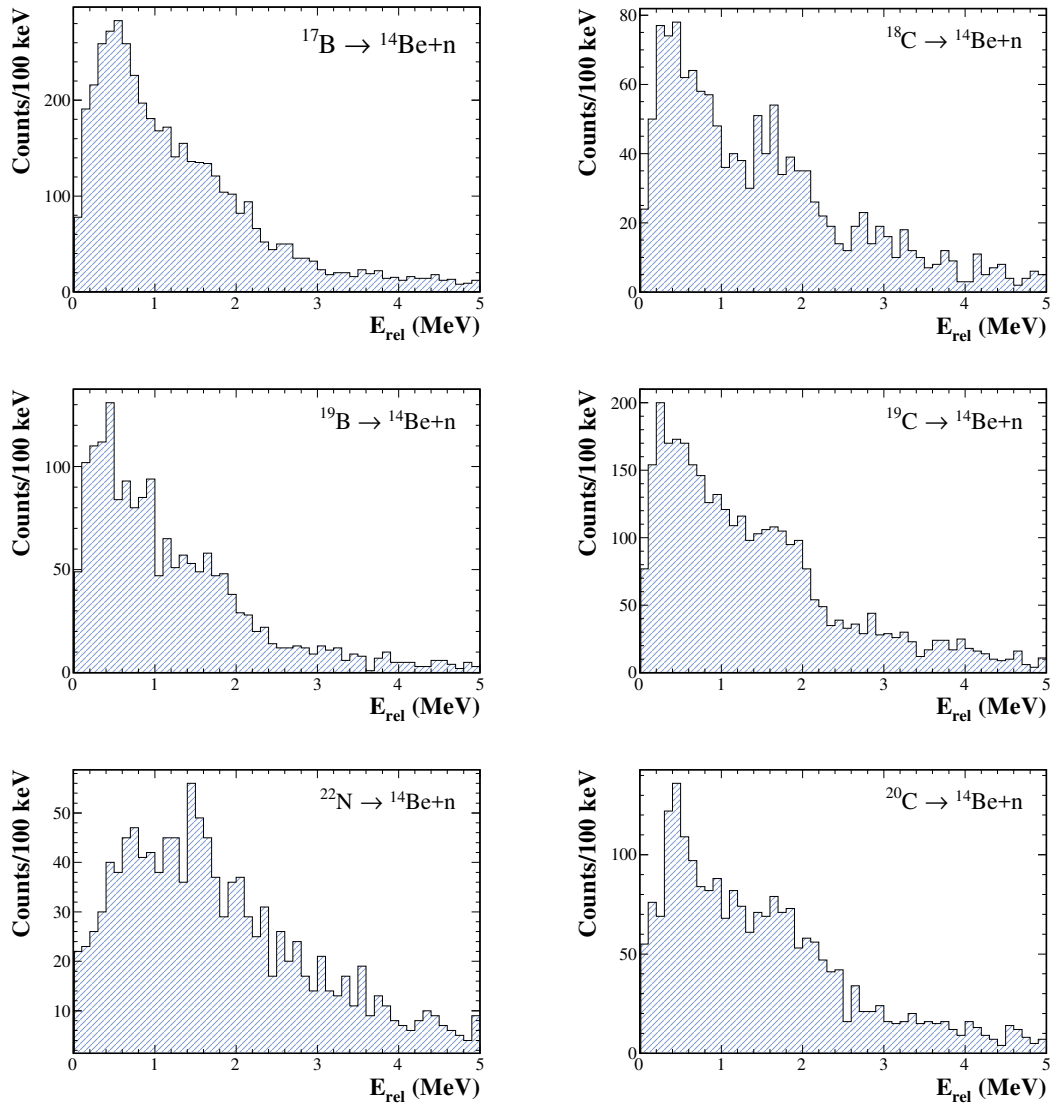 Counts/100 keV
¹⁷B → ¹⁴Be+n
200
100
0
0 1 2 3 4 5
E_rel (MeV)
Counts/100 keV
¹⁸C → ¹⁴Be+n
80
60
40
20
0
0 1 2 3 4 5
E_rel (MeV)
Counts/100 keV
¹⁹B → ¹⁴Be+n
100
50
0
0 1 2 3 4 5
E_rel (MeV)
Counts/100 keV
¹⁹C → ¹⁴Be+n
200
150
100
50
0
0 1 2 3 4 5
E_rel (MeV)
Counts/100 keV
²²N → ¹⁴Be+n
50
40
30
20
10
0 1 2 3 4 5
E_rel (MeV)
Counts/100 keV
²⁰C → ¹⁴Be+n
100
50
0
0 1 2 3 4 5
E_rel (MeV)